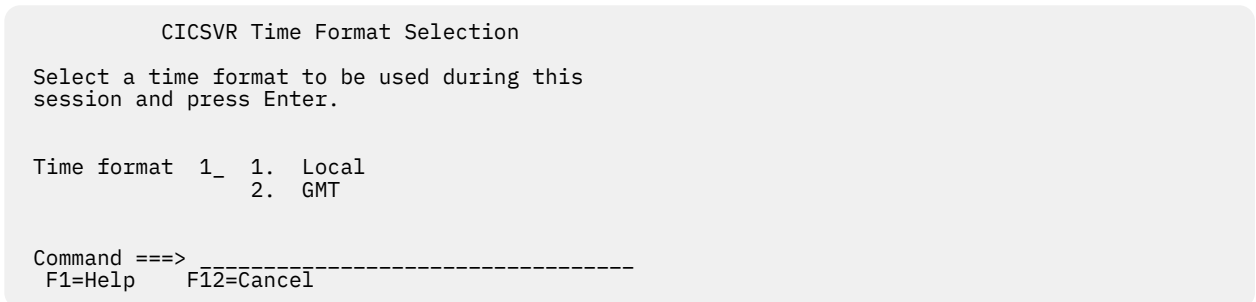 CICSVR Time Format Selection
Select a time format to be used during this
session and press Enter.
Time format 1_ 1. Local
2. GMT
Command ===> __________________________________
F1=Help F12=Cancel